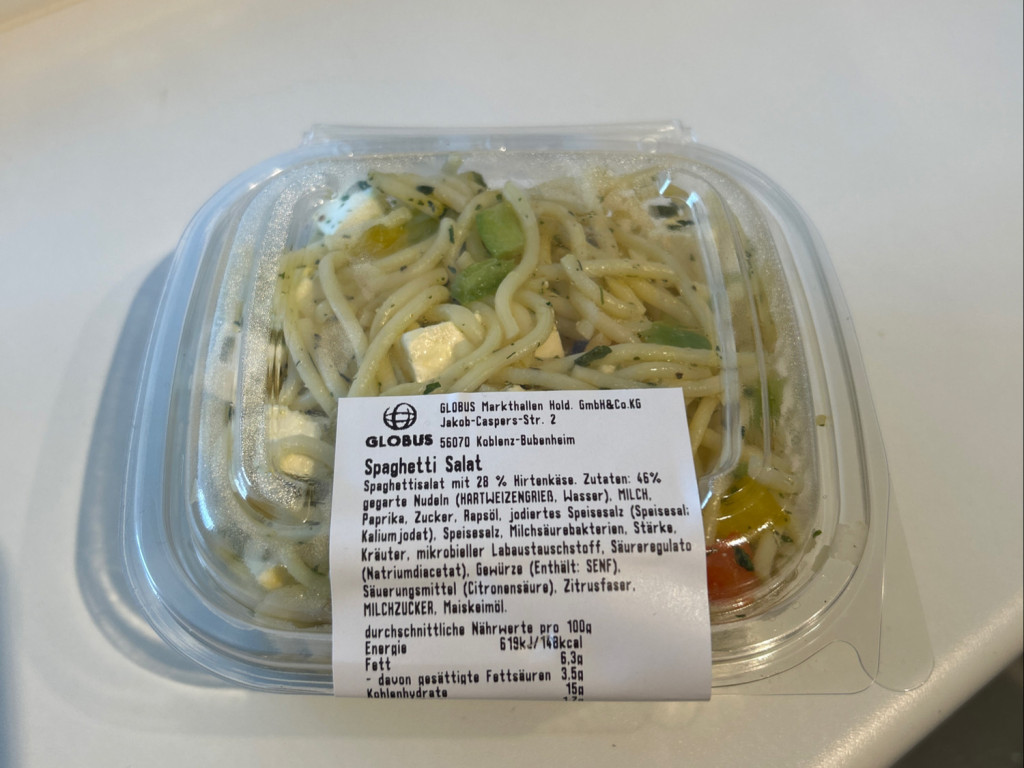 GLOBUS
GLOBUS Markthallen Hold. GmbH&Co.KG
Jakob-Caspers-Str. 2
56070 Koblenz-Bubenheim
Spaghetti Salat
Spaghettisalat mit 28 % Hirtenkäse. Zutaten: 46%
gegarte Nudeln (HARTWEIZENGRIEß, Wasser), MILCH,
Paprika, Zucker, Rapsöl, jodiertes Speisesalz (Speisesalz
Kaliumjodat), Speisesalz, Milchsäurebakterien, Stärke,
Kräuter, mikrobieller Labaustauschstoff, Säureregulato
(Natriumdiacetat), Gewürze (Enthält: SENF),
Säuerungsmittel (Citronensäure), Zitrusfaser,
MILCHZUCKER, Maiskeimöl.
durchschnittliche Nährwerte pro 100g
Energie 619kJ/148kcal
Fett 6,3g
- davon gesättigte Fettsäuren 3,5g
Kohlenhydrate 15g